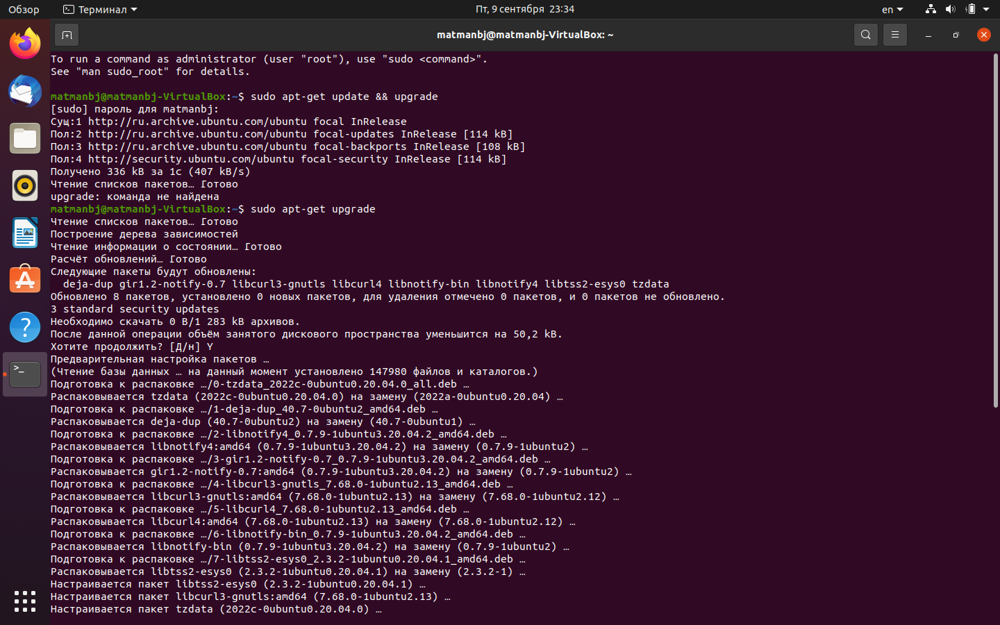 Обзор
Терминал
Пт, 9 сентября 23:34
en
matmanbj@matmanbj-VirtualBox: ~
To run a command as administrator (user "root"), use "sudo <command>".
See "man sudo_root" for details.
matmanbj@matmanbj-VirtualBox:~$ sudo apt-get update && upgrade
[sudo] пароль для matmanbj:
Сущ:1 http://ru.archive.ubuntu.com/ubuntu focal InRelease
Пол:2 http://ru.archive.ubuntu.com/ubuntu focal-updates InRelease [114 kB]
Пол:3 http://ru.archive.ubuntu.com/ubuntu focal-backports InRelease [108 kB]
Пол:4 http://security.ubuntu.com/ubuntu focal-security InRelease [114 kB]
Получено 336 kB за 1с (407 kB/s)
Чтение списков пакетов… Готово
upgrade: команда не найдена
matmanbj@matmanbj-VirtualBox:~$ sudo apt-get upgrade
Чтение списков пакетов… Готово
Построение дерева зависимостей
Чтение информации о состоянии… Готово
Расчёт обновлений… Готово
Следующие пакеты будут обновлены:
deja-dup gir1.2-notify-0.7 libcurl3-gnutls libcurl4 libnotify-bin libnotify4 libtss2-esys0 tzdata
Обновлено 8 пакетов, установлено 0 новых пакетов, для удаления отмечено 0 пакетов, и 0 пакетов не обновлено.
3 standard security updates
Необходимо скачать 0 B/1 283 kB архивов.
После данной операции объём занятого дискового пространства уменьшится на 50,2 kB.
Хотите продолжить? [Д/н] Y
Предварительная настройка пакетов …
(Чтение базы данных … на данный момент установлено 147980 файлов и каталогов.)
Подготовка к распаковке …/0-tzdata_2022c-0ubuntu0.20.04.0_all.deb …
Распаковывается tzdata (2022c-0ubuntu0.20.04.0) на замену (2022a-0ubuntu0.20.04) …
Подготовка к распаковке …/1-deja-dup_40.7-0ubuntu2_amd64.deb …
Распаковывается deja-dup (40.7-0ubuntu2) на замену (40.7-0ubuntu1) …
Подготовка к распаковке …/2-libnotify4_0.7.9-1ubuntu3.20.04.2_amd64.deb …
Распаковывается libnotify4:amd64 (0.7.9-1ubuntu3.20.04.2) на замену (0.7.9-1ubuntu2) …
Подготовка к распаковке …/3-gir1.2-notify-0.7_0.7.9-1ubuntu3.20.04.2_amd64.deb …
Распаковывается gir1.2-notify-0.7:amd64 (0.7.9-1ubuntu3.20.04.2) на замену (0.7.9-1ubuntu2) …
Подготовка к распаковке …/4-libcurl3-gnutls_7.68.0-1ubuntu2.13_amd64.deb …
Распаковывается libcurl3-gnutls:amd64 (7.68.0-1ubuntu2.13) на замену (7.68.0-1ubuntu2.12) …
Подготовка к распаковке …/5-libcurl4_7.68.0-1ubuntu2.13_amd64.deb …
Распаковывается libcurl4:amd64 (7.68.0-1ubuntu2.13) на замену (7.68.0-1ubuntu2.12) …
Подготовка к распаковке …/6-libnotify-bin_0.7.9-1ubuntu3.20.04.2_amd64.deb …
Распаковывается libnotify-bin (0.7.9-1ubuntu3.20.04.2) на замену (0.7.9-1ubuntu2) …
Подготовка к распаковке …/7-libtss2-esys0_2.3.2-1ubuntu0.20.04.1_amd64.deb …
Распаковывается libtss2-esys0 (2.3.2-1ubuntu0.20.04.1) на замену (2.3.2-1) …
Настраивается пакет libtss2-esys0 (2.3.2-1ubuntu0.20.04.1) …
Настраивается пакет libcurl3-gnutls:amd64 (7.68.0-1ubuntu2.13) …
Настраивается пакет tzdata (2022c-0ubuntu0.20.04.0) …